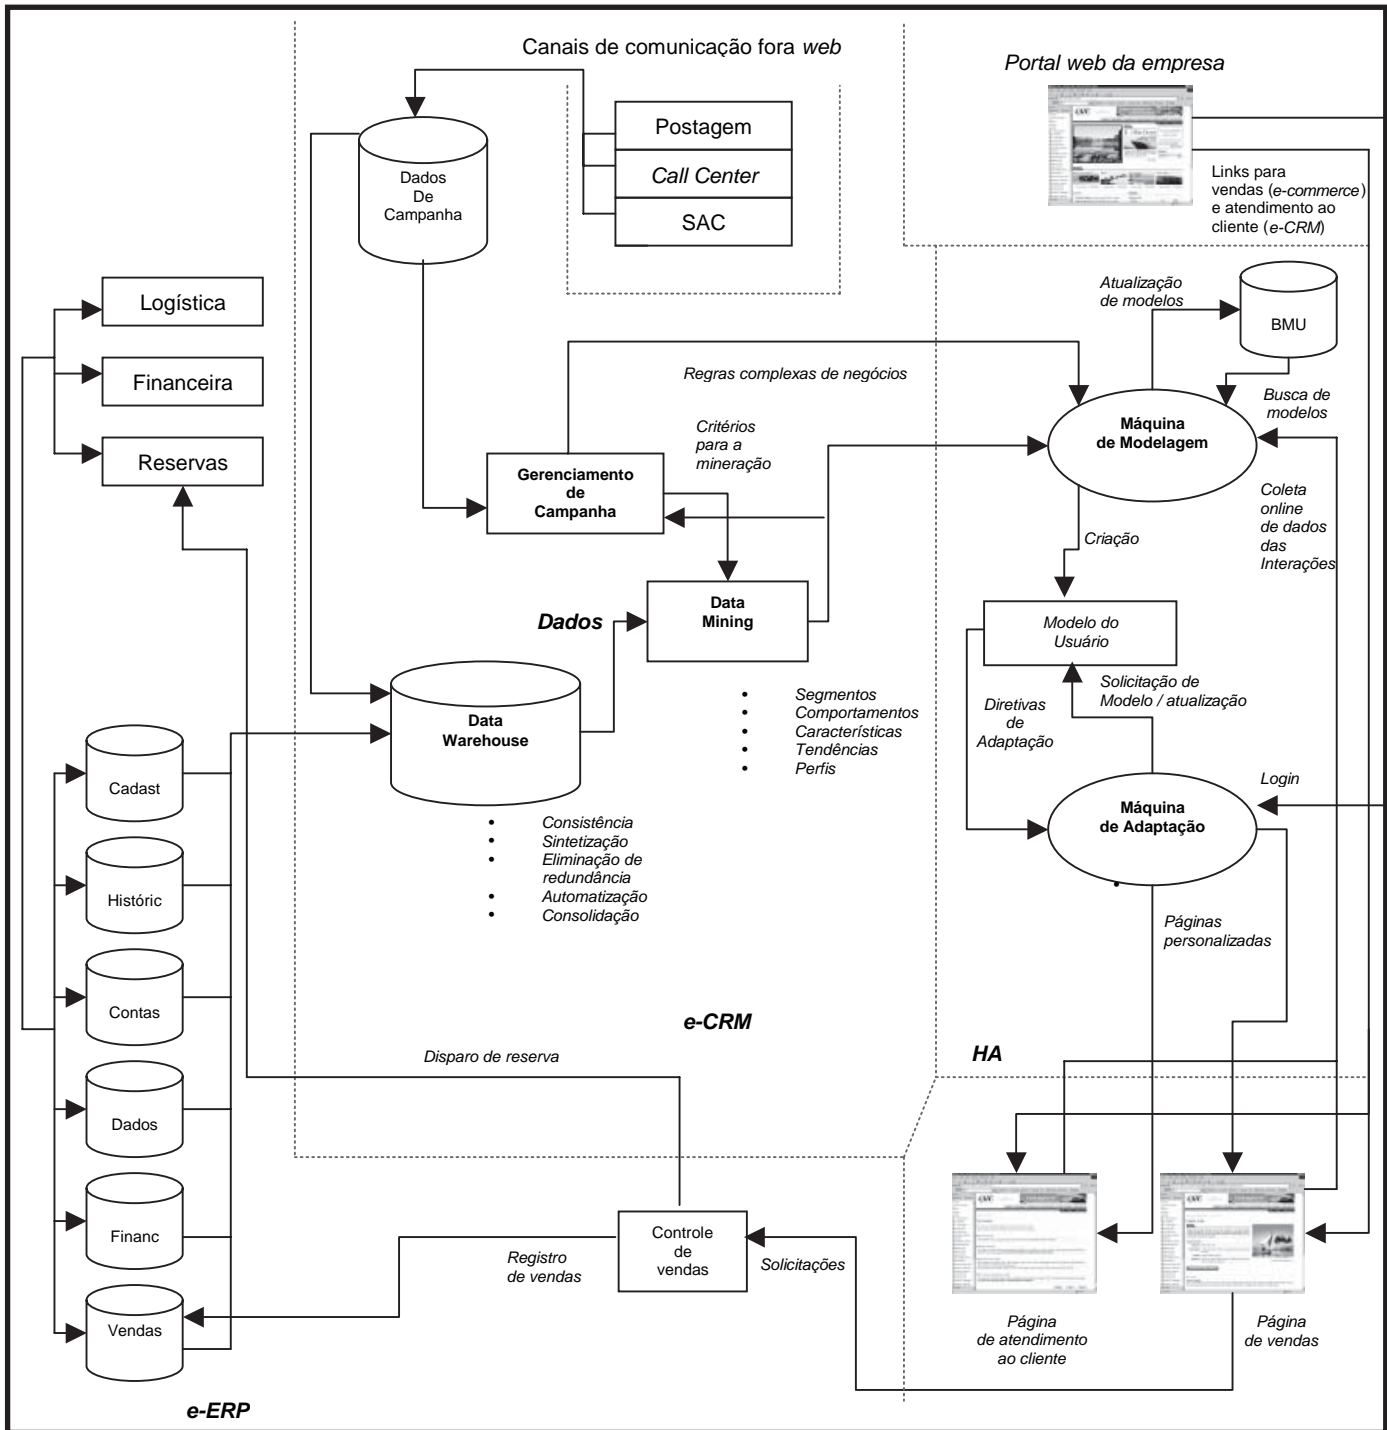 Canais de comunicação fora web
Portal web da empresa
Postagem
Call Center
SAC
Dados
De
Campanha
Links para
vendas (e-commerce)
e atendimento ao
cliente (e-CRM)
Logística
Financeira
Reservas
Atualização
de modelos
BMU
Regras complexas de negócios
Busca de
modelos
Critérios
para a
mineração
Máquina
de Modelagem
Gerenciamento
de
Campanha
Coleta
online
de dados
das
Interações
Criação
Dados
Data
Mining
Modelo do
Usuário
Solicitação de
Modelo / atualização
Diretivas
de
Adaptação
• Segmentos
• Comportamentos
• Características
• Tendências
• Perfis
Data
Warehouse
Cadast
Login
Máquina
de Adaptação
• Consistência
• Sintetização
• Eliminação de
redundância
• Automatização
• Consolidação
Históric
Páginas
personalizadas
Contas
e-CRM
HA
Disparo de reserva
Dados
Financ
Controle
de
vendas
Registro
de vendas
Solicitações
Vendas
Página
de atendimento
ao cliente
Página
de vendas
e-ERP